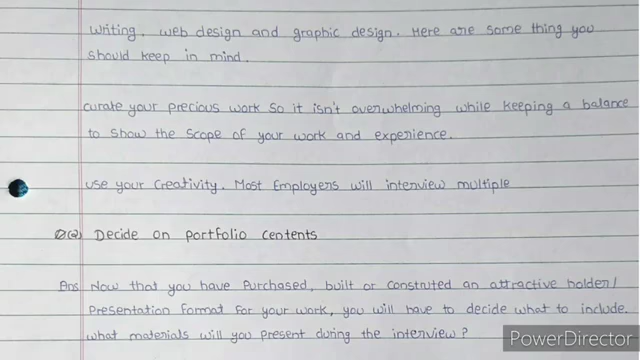 writing, web design and graphic design. Here are some thing you
should keep in mind.
curate your precious work so it isn't overwhelming while keeping a balance
to show the scope of your work and experience.
use your creativity. Most Employers will interview multiple
Q(2) Decide on portfolio centents
Ans Now that you have purchased, built or construted an attractive holder/
presentation format for your work, you will have to decide what to include.
what materials will you present during the interview?
PowerDirector